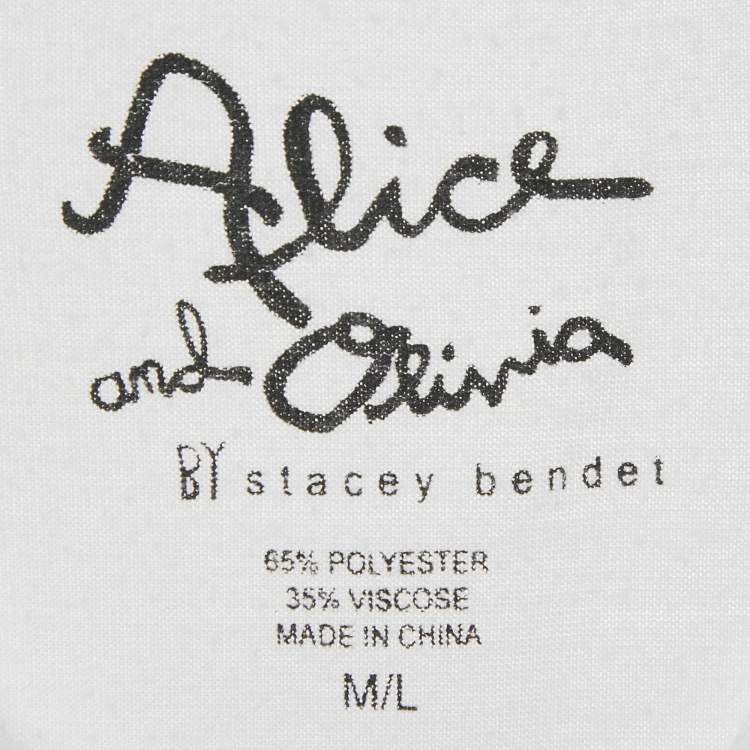 Alice
and Olivia
BY stacey bendet
65% POLYESTER
35% VISCOSE
MADE IN CHINA
M/L